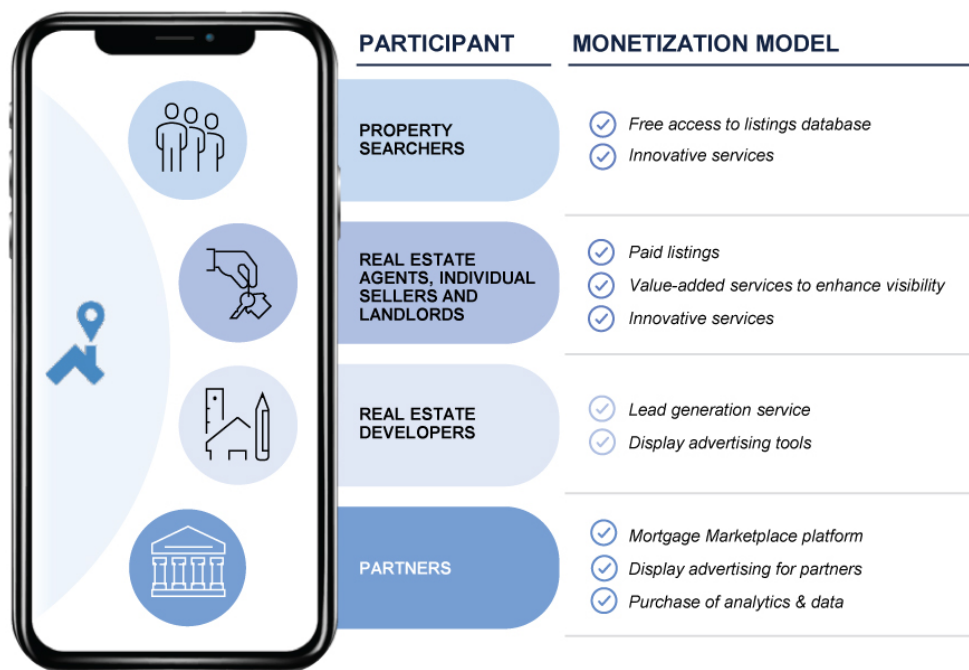 PARTICIPANT
MONETIZATION MODEL
PROPERTY
SEARCHERS
Free access to listings database
Innovative services
REAL ESTATE
AGENTS, INDIVIDUAL
SELLERS AND
LANDLORDS
Paid listings
Value-added services to enhance visibility
Innovative services
REAL ESTATE
DEVELOPERS
Lead generation service
Display advertising tools
PARTNERS
Mortgage Marketplace platform
Display advertising for partners
Purchase of analytics & data